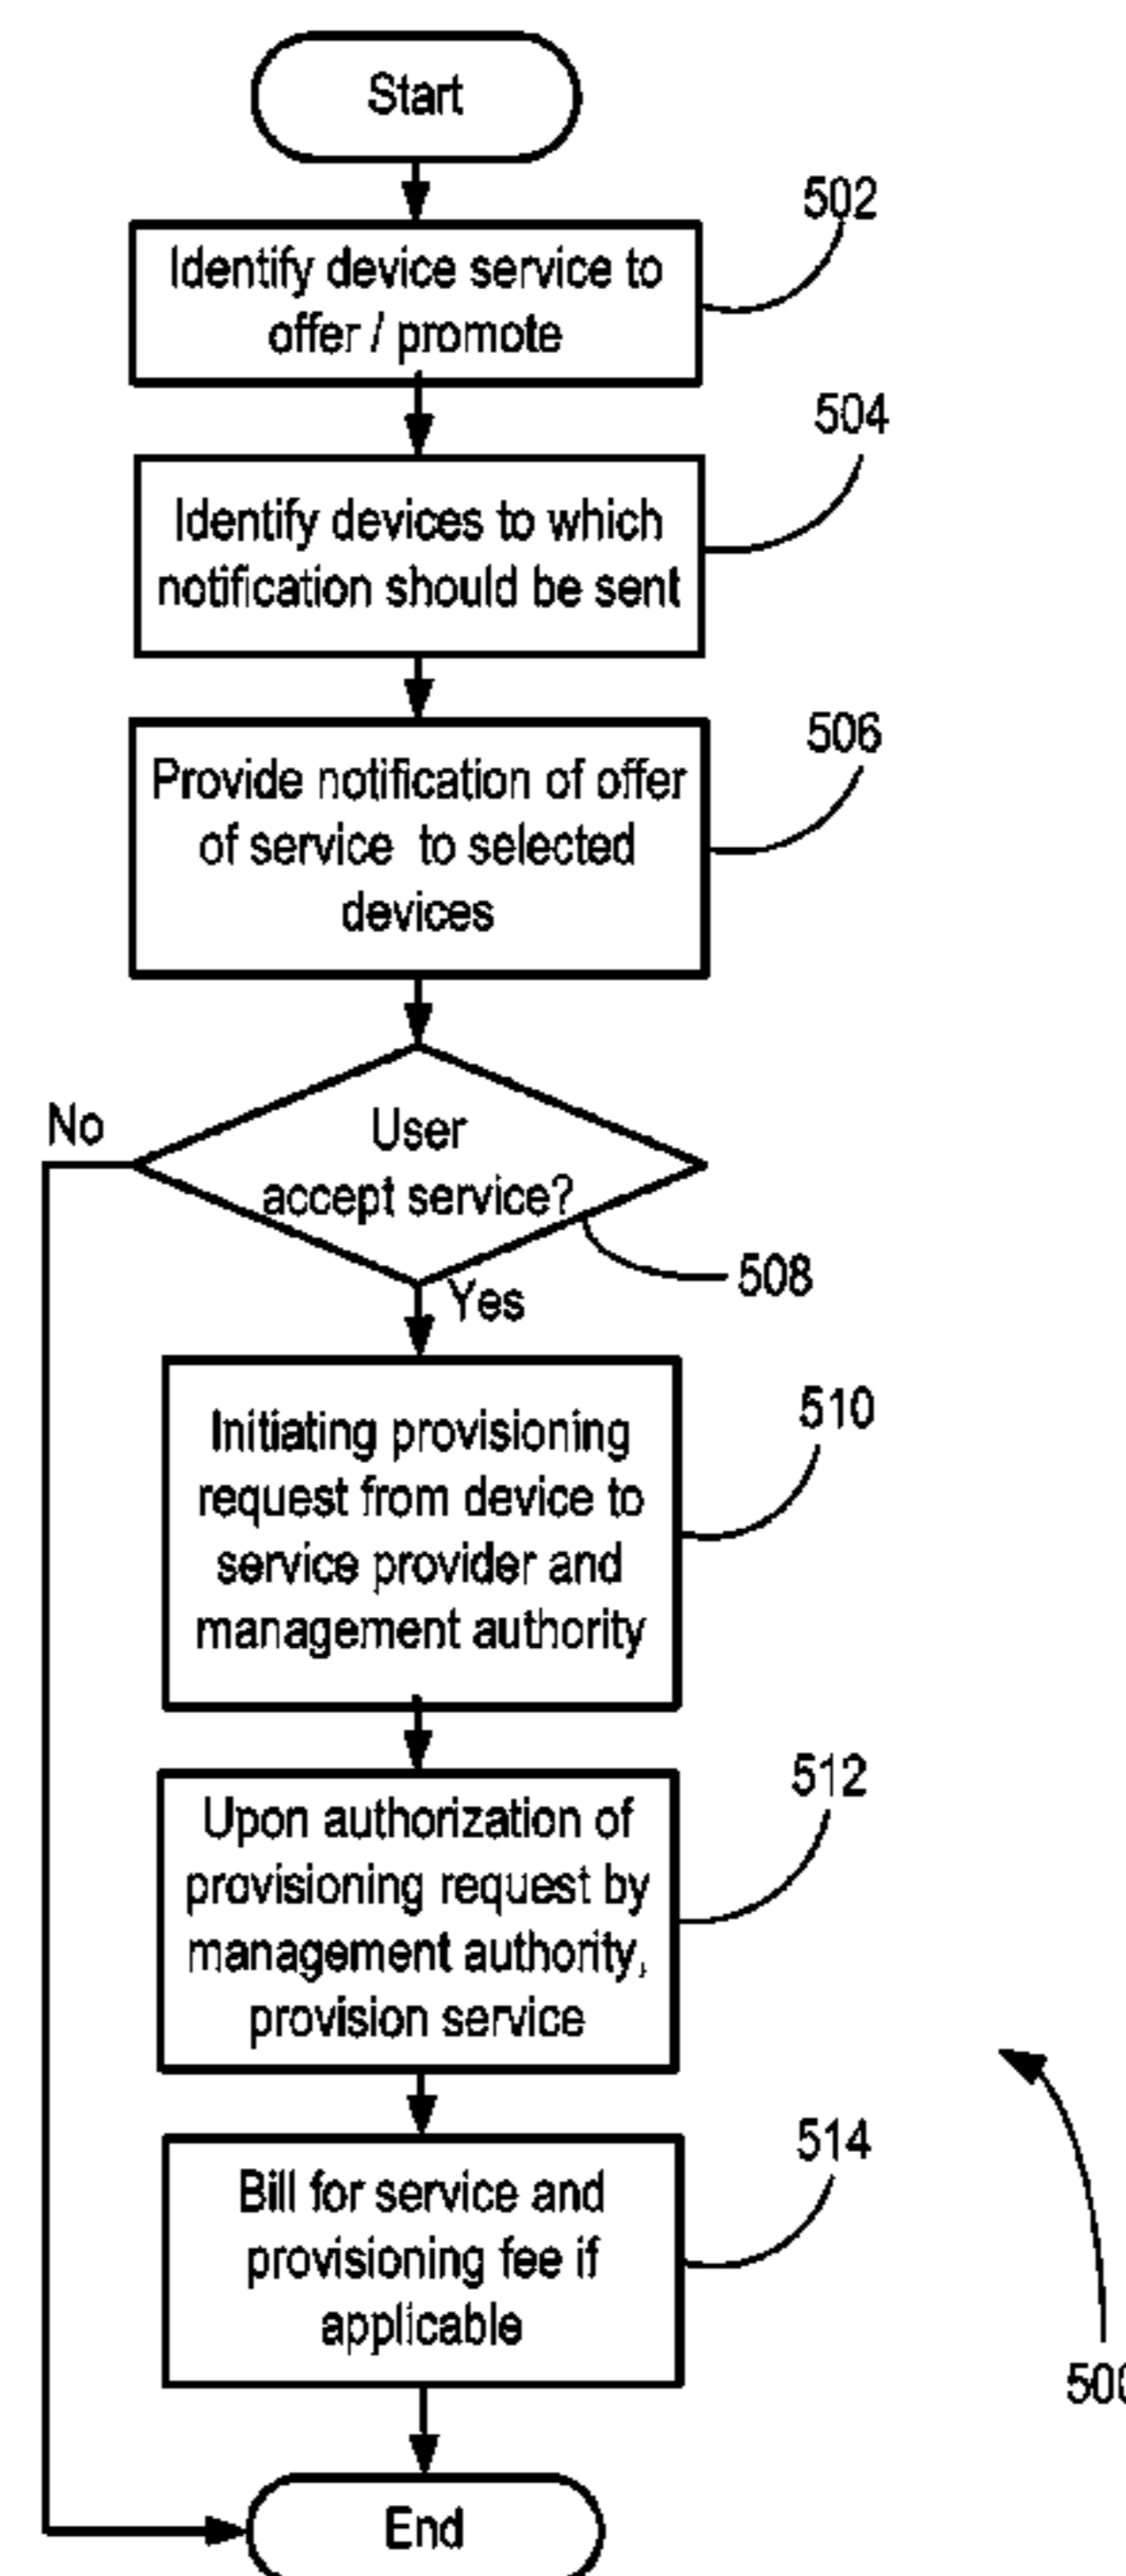 Start
502
Identify device service to
offer / promote
504
Identify devices to which
notification should be sent
506
Provide notification of offer
of service to selected
devices
No
User
accept service?
508
Yes
510
Initiating provisioning
request from device to
service provider and
management authority
512
Upon authorization of
provisioning request by
management authority,
provision service
514
Bill for service and
provisioning fee if
applicable
500
End